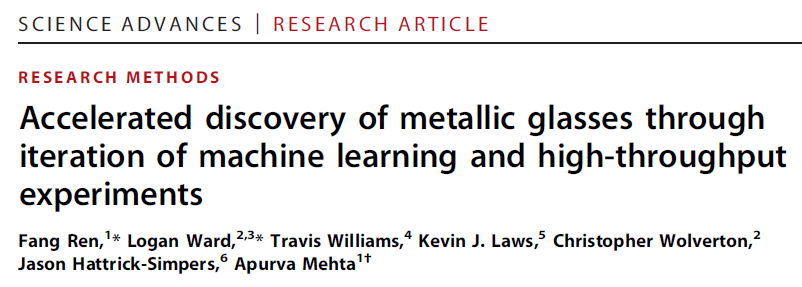 SCIENCE ADVANCES | RESEARCH ARTICLE
RESEARCH METHODS
Accelerated discovery of metallic glasses through
iteration of machine learning and high-throughput
experiments
Fang Ren,¹* Logan Ward,²,³* Travis Williams,⁴ Kevin J. Laws,⁵ Christopher Wolverton,²
Jason Hattrick-Simpers,⁶ Apurva Mehta¹†